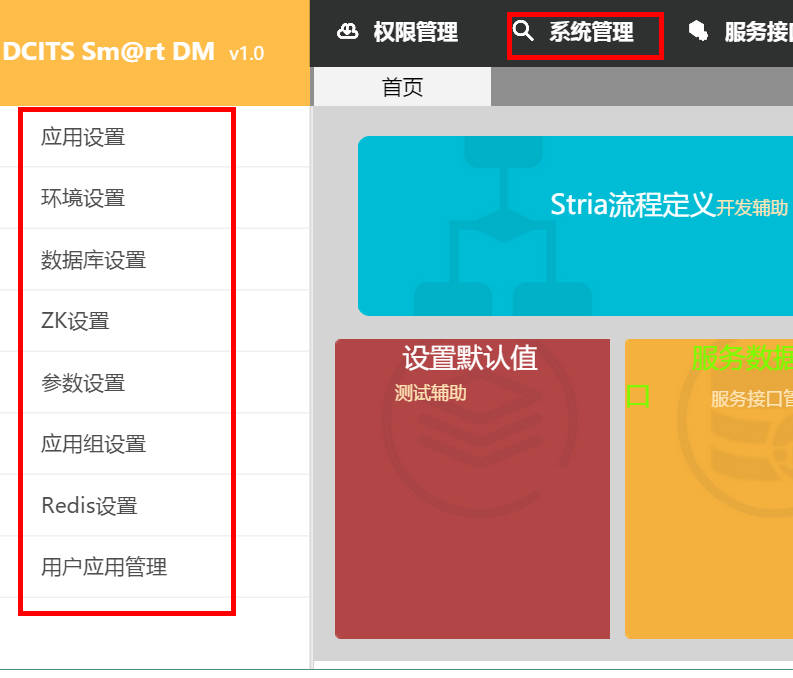 DCITS Sm@rt DM v1.0
权限管理
系统管理
服务接
首页
应用设置
环境设置
数据库设置
ZK设置
参数设置
应用组设置
Redis设置
用户应用管理
Stria流程定义开发辅助
设置默认值
测试辅助
服务数据
服务接口管